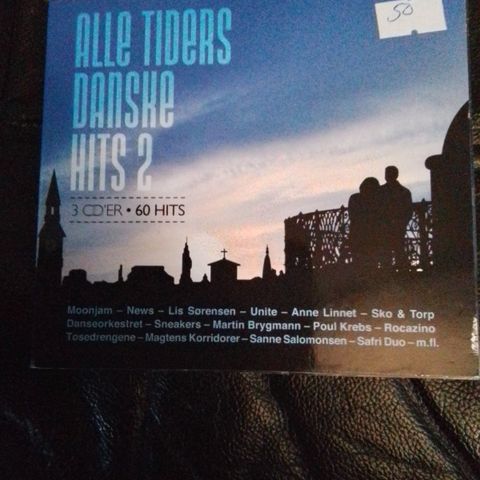 50
ALLE TIDERS
DANSKE
HITS 2
3 CD'ER • 60 HITS
Moonjam – News – Lis Sørensen – Unite – Anne Linnet – Sko & Torp
Danseorkestret – Sneakers – Martin Brygmann – Poul Krebs – Rocazino
Tøsedrengene – Magtens Korridorer – Sanne Salomonsen – Safri Duo – m.fl.